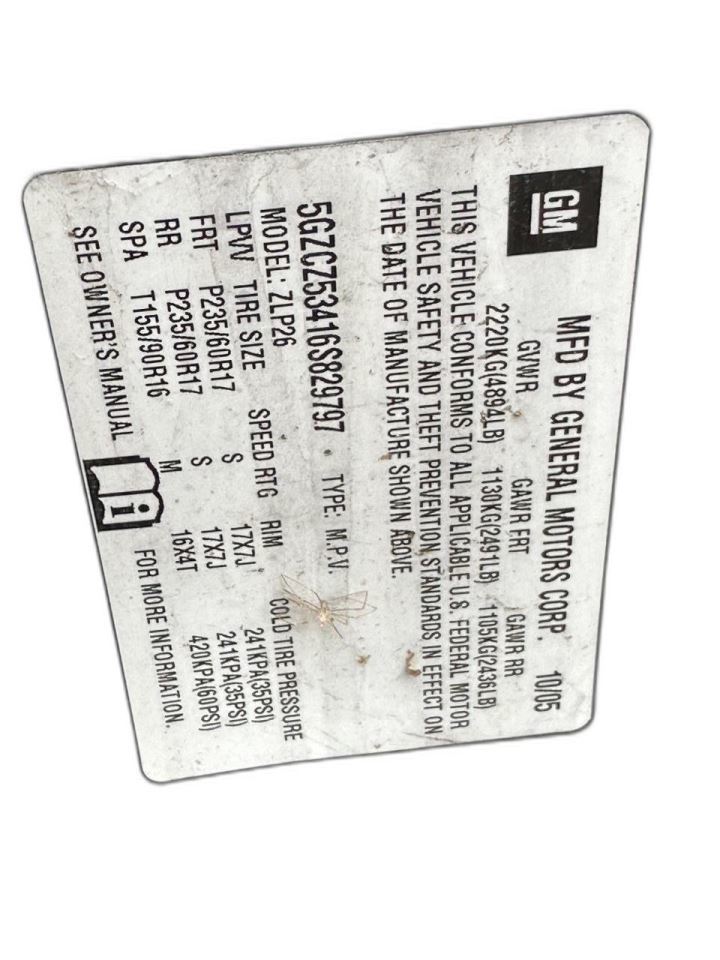 GM
MFD BY GENERAL MOTORS CORP. 10/05
GVWR GAWR FRT GAWR RR
2220KG(4894LB) 1130KG(2491LB) 1105KG(2436LB)
THIS VEHICLE CONFORMS TO ALL APPLICABLE U.S. FEDERAL MOTOR
VEHICLE SAFETY AND THEFT PREVENTION STANDARDS IN EFFECT ON
THE DATE OF MANUFACTURE SHOWN ABOVE.
5GZCZ53416S829797 TYPE: M.P.V.
MODEL: ZLP26
LPVV TIRE SIZE SPEED RTG RIM COLD TIRE PRESSURE
FRT P235/60R17 S 17X7J 241KPA(35PSI)
RR P235/60R17 S 17X7J 241KPA(35PSI)
SPA T155/90R16 M 16X4T 420KPA(60PSI)
SEE OWNER'S MANUAL i FOR MORE INFORMATION.